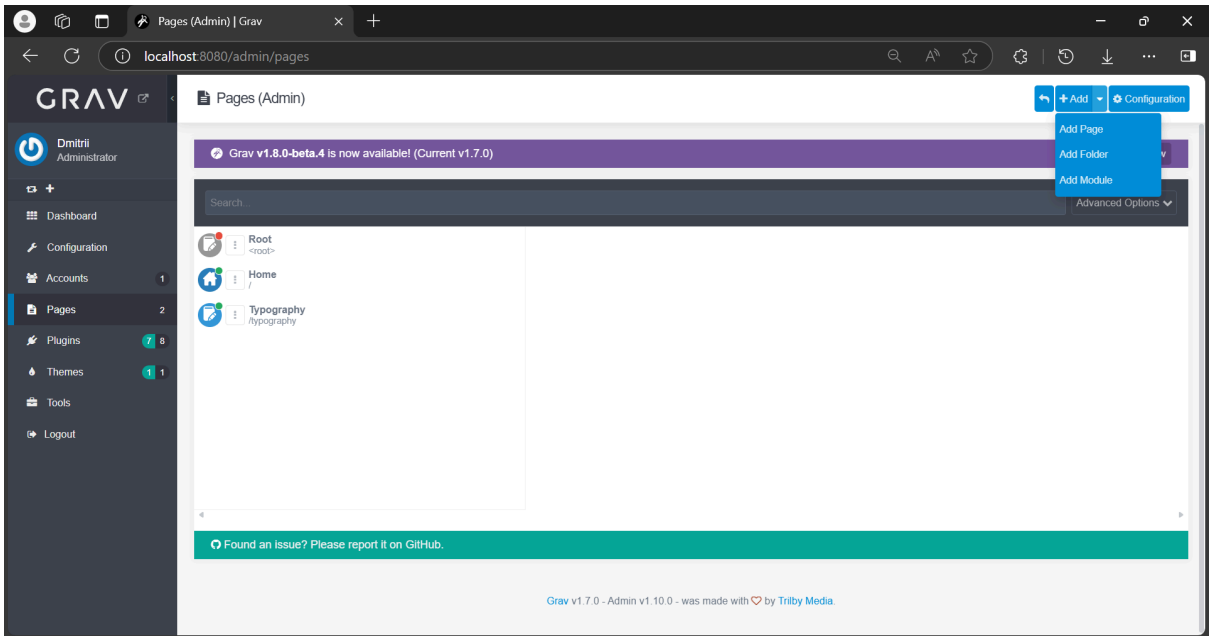 Pages (Admin) | Grav
localhost:8080/admin/pages
GRAV
Pages (Admin)
Add
Configuration
Add Page
Add Folder
Add Module
Dmitrii
Administrator
Grav v1.8.0-beta.4 is now available! (Current v1.7.0)
Search...
Advanced Options
Dashboard
Configuration
Accounts 1
Pages 2
Plugins 7 8
Themes 1 1
Tools
Logout
Root
<root>
Home
/
Typography
/typography
Found an issue? Please report it on GitHub.
Grav v1.7.0 - Admin v1.10.0 - was made with by Trilby Media.